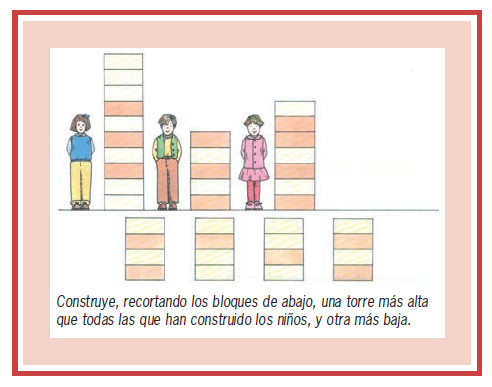 Construye, recortando los bloques de abajo, una torre más alta
que todas las que han construido los niños, y otra más baja.